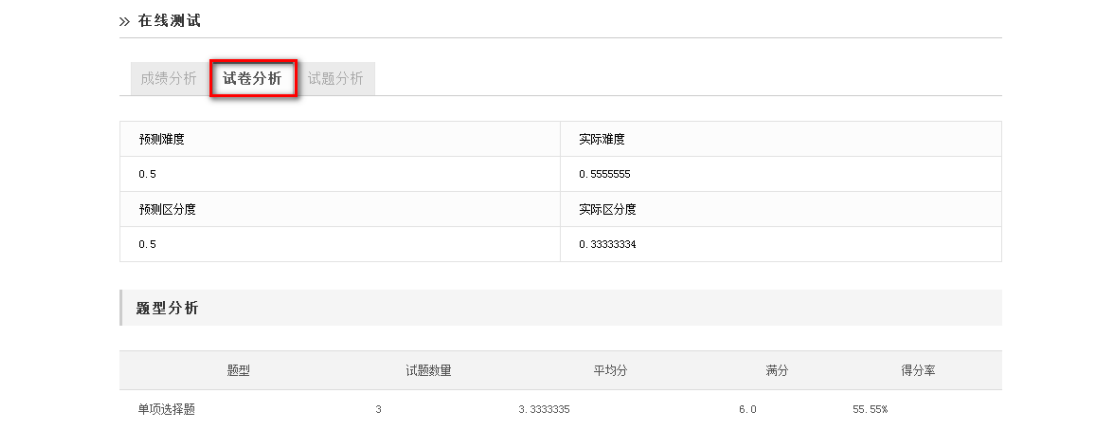 » 在线测试
成绩分析 试卷分析 试题分析
预测难度 实际难度
0.5 0.5555555
预测区分度 实际区分度
0.5 0.33333334
题型分析
题型 试题数量 平均分 满分 得分率
单项选择题 3 3.3333335 6.0 55.55%